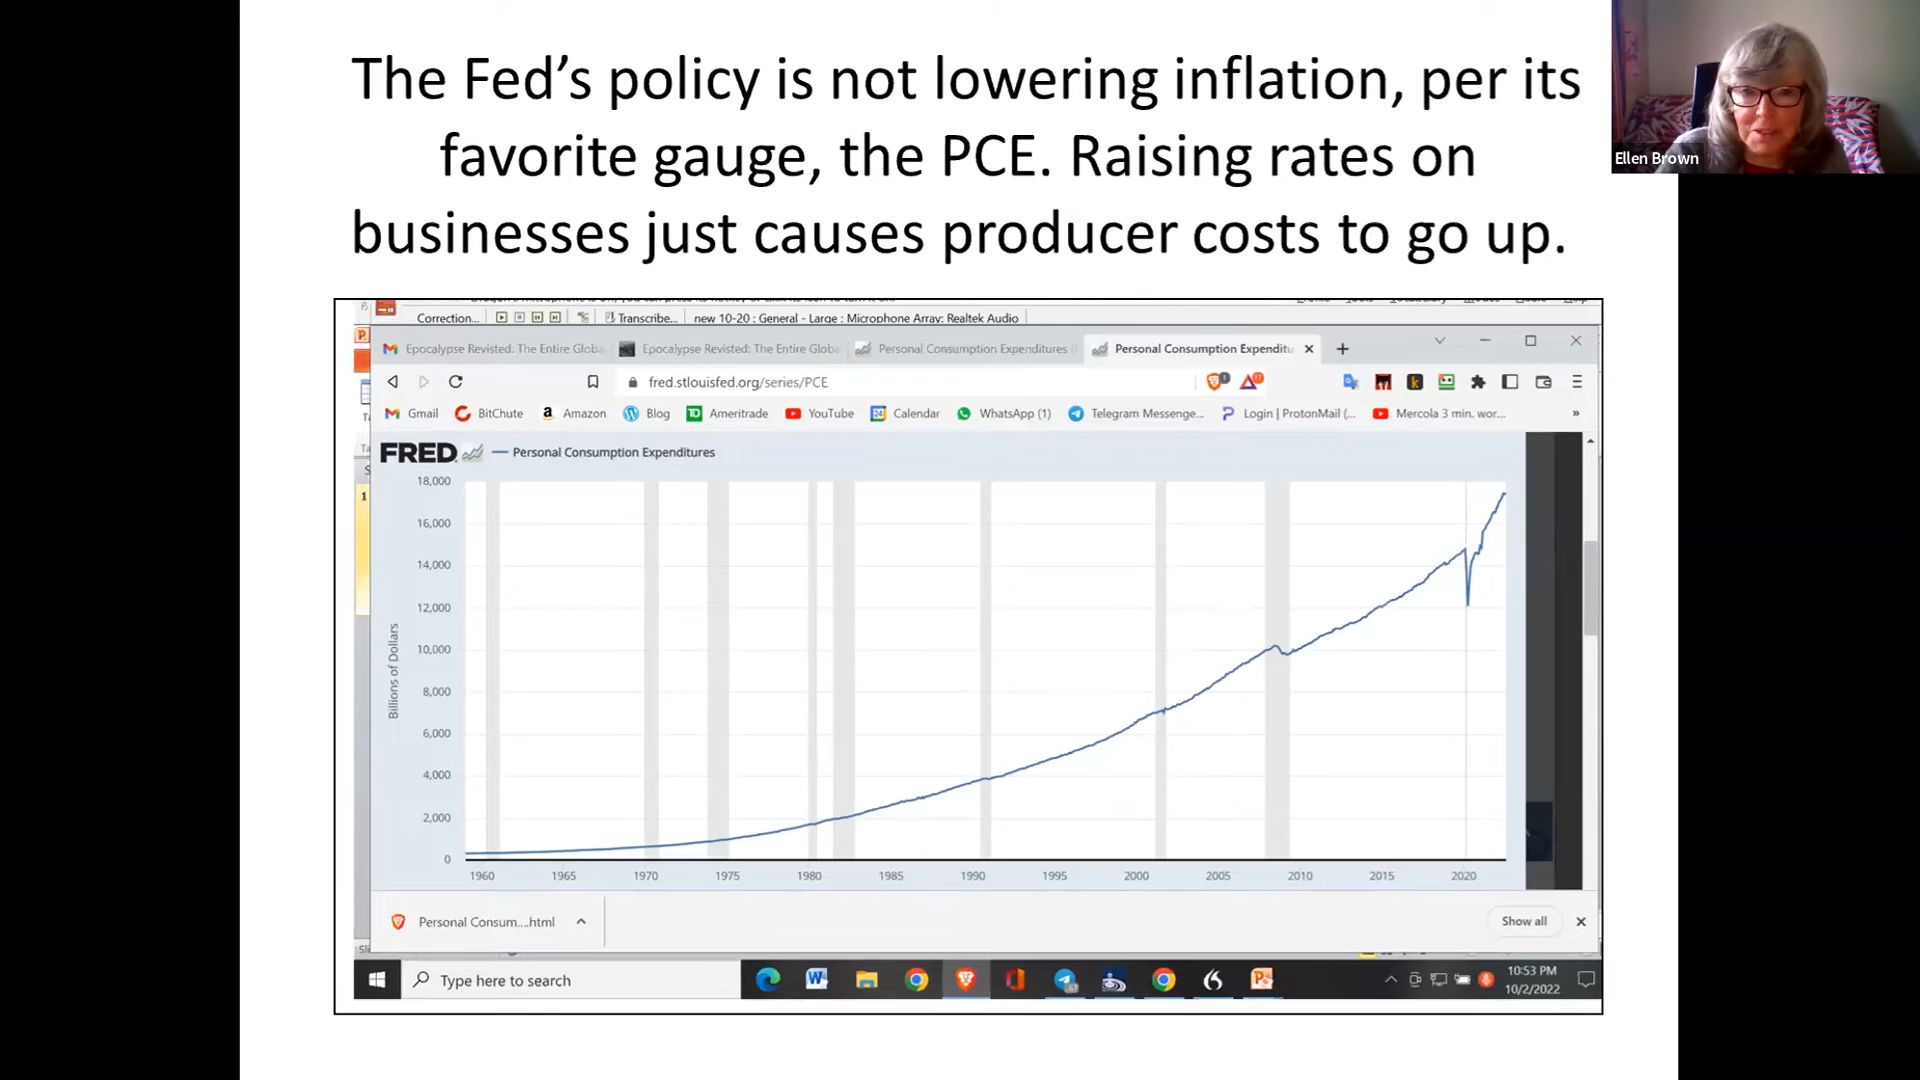 The Fed's policy is not lowering inflation, per its
favorite gauge, the PCE. Raising rates on
businesses just causes producer costs to go up.
Ellen Brown
Correction...
Transcribe...
new 10-20 : General - Large : Microphone Array: Realtek Audio
Epocalypse Revisted: The Entire Globa
Epocalypse Revisted: The Entire Globa
Personal Consumption Expenditures
Personal Consumption Expenditu
fred.stlouisfed.org/series/PCE
Gmail
BitChute
Amazon
Blog
Ameritrade
YouTube
Calendar
WhatsApp (1)
Telegram Messenge...
Login | ProtonMail (...
Mercola 3 min. wor...
FRED
Personal Consumption Expenditures
18,000
16,000
14,000
12,000
10,000
8,000
6,000
4,000
2,000
0
Billions of Dollars
1960 1965 1970 1975 1980 1985 1990 1995 2000 2005 2010 2015 2020
Personal Consum....html
Show all
Type here to search
10:53 PM
10/2/2022